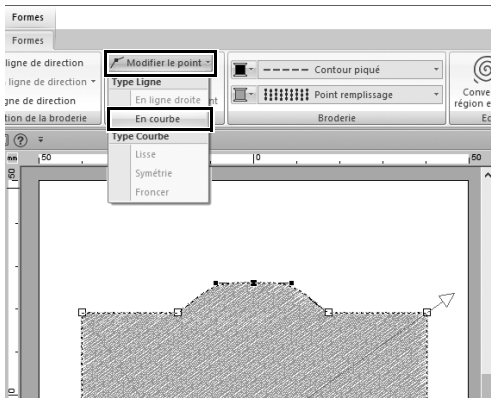 Formes
Formes
ligne de direction
ligne de direction
gne de direction
tion de la broderie
Modifier le point
Type Ligne
En ligne droite
nt
En courbe
Type Courbe
Lisse
Symétrie
Froncer
Contour piqué
Point remplissage
Broderie
Conve
région e
Ed
mm
50
0
50
50
0